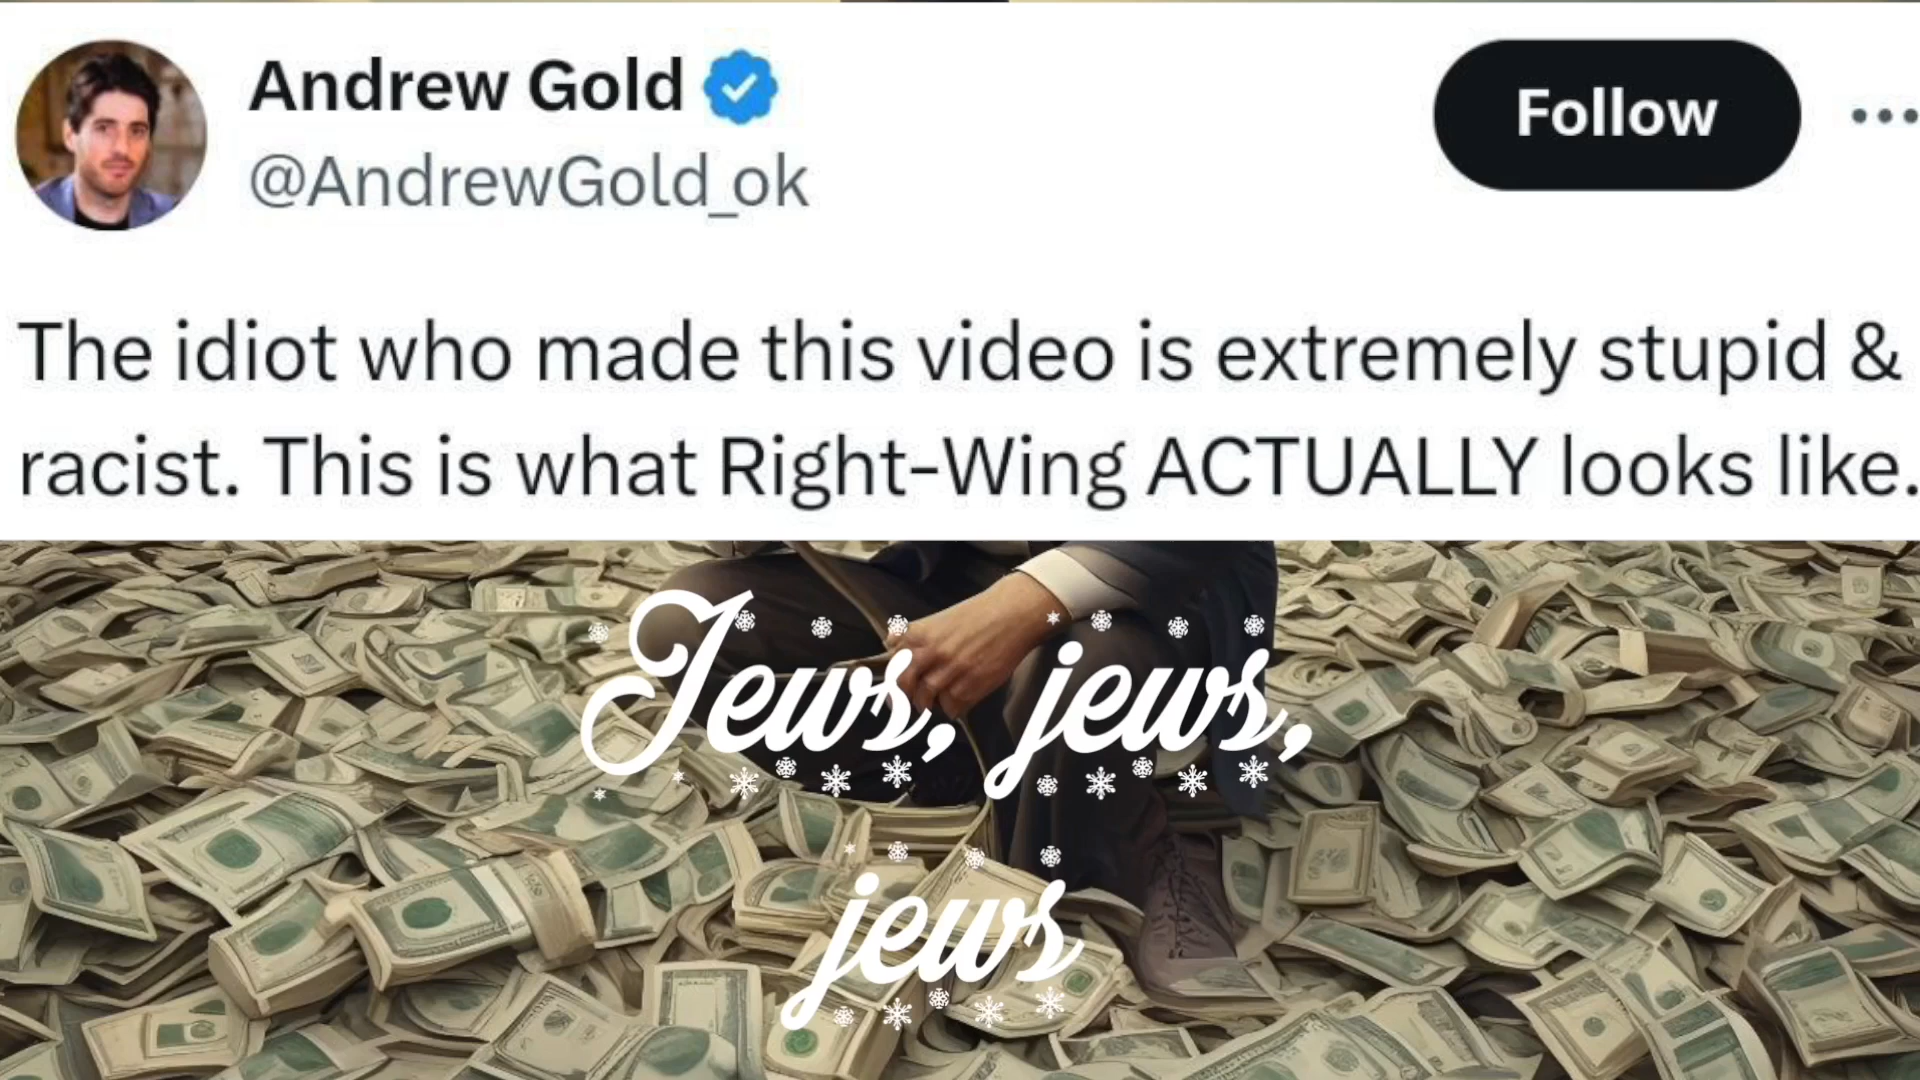 Andrew Gold
@AndrewGold_ok
Follow
The idiot who made this video is extremely stupid &
racist. This is what Right-Wing ACTUALLY looks like.
Jews, jews,
jews